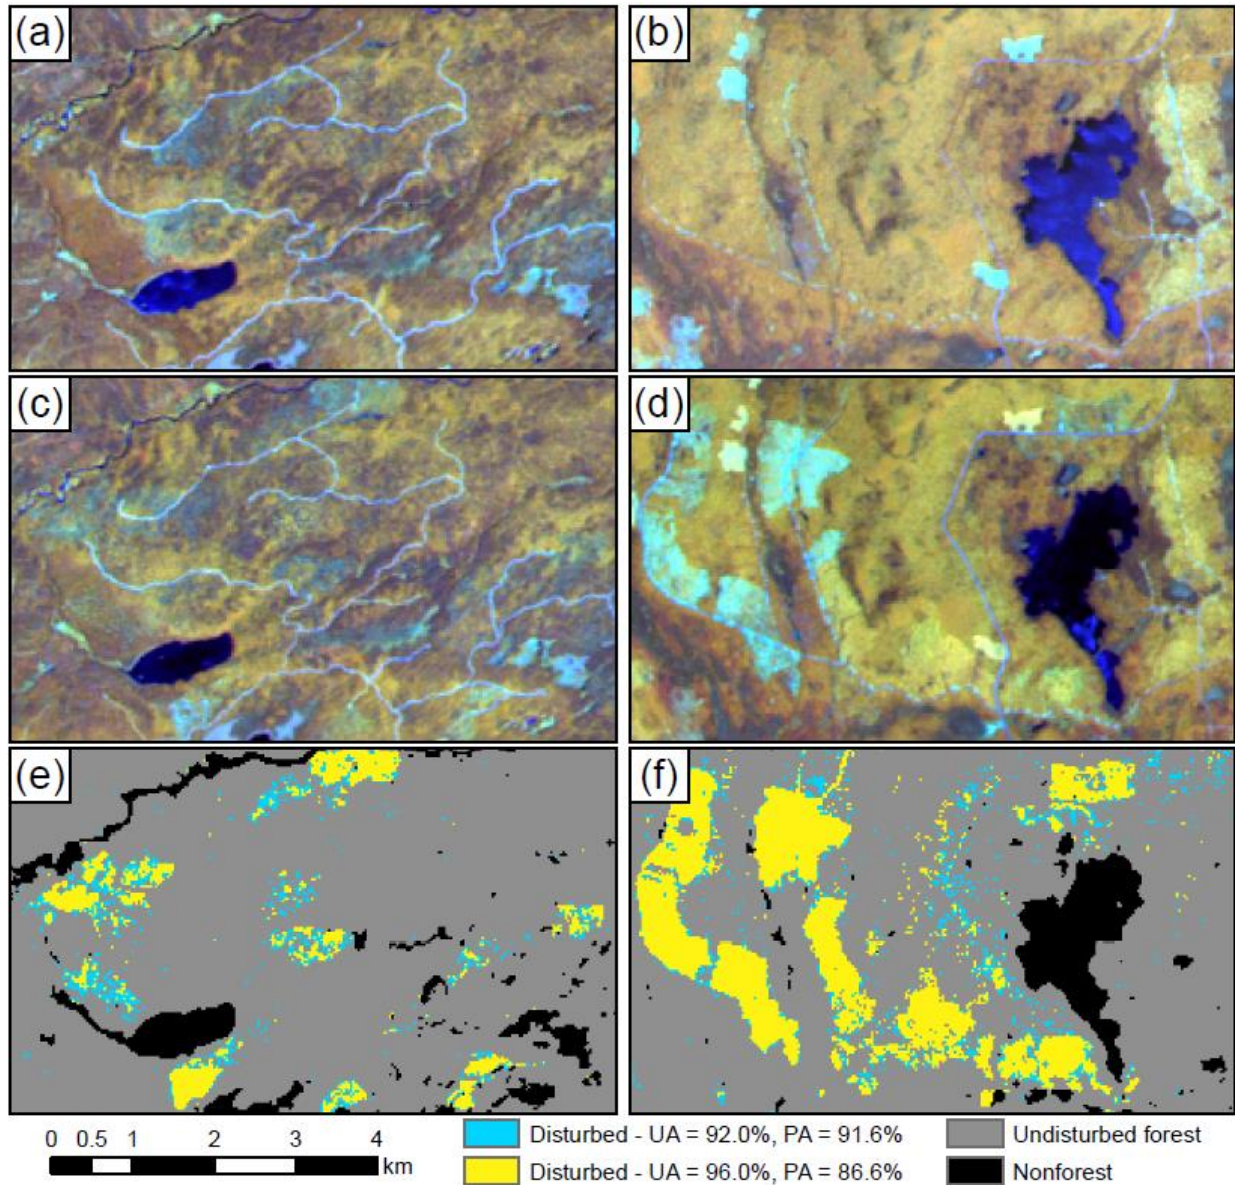 (a)
(b)
(c)
(d)
(e)
(f)
0 0.5 1 2 3 4
km
Disturbed - UA = 92.0%, PA = 91.6%
Undisturbed forest
Disturbed - UA = 96.0%, PA = 86.6%
Nonforest